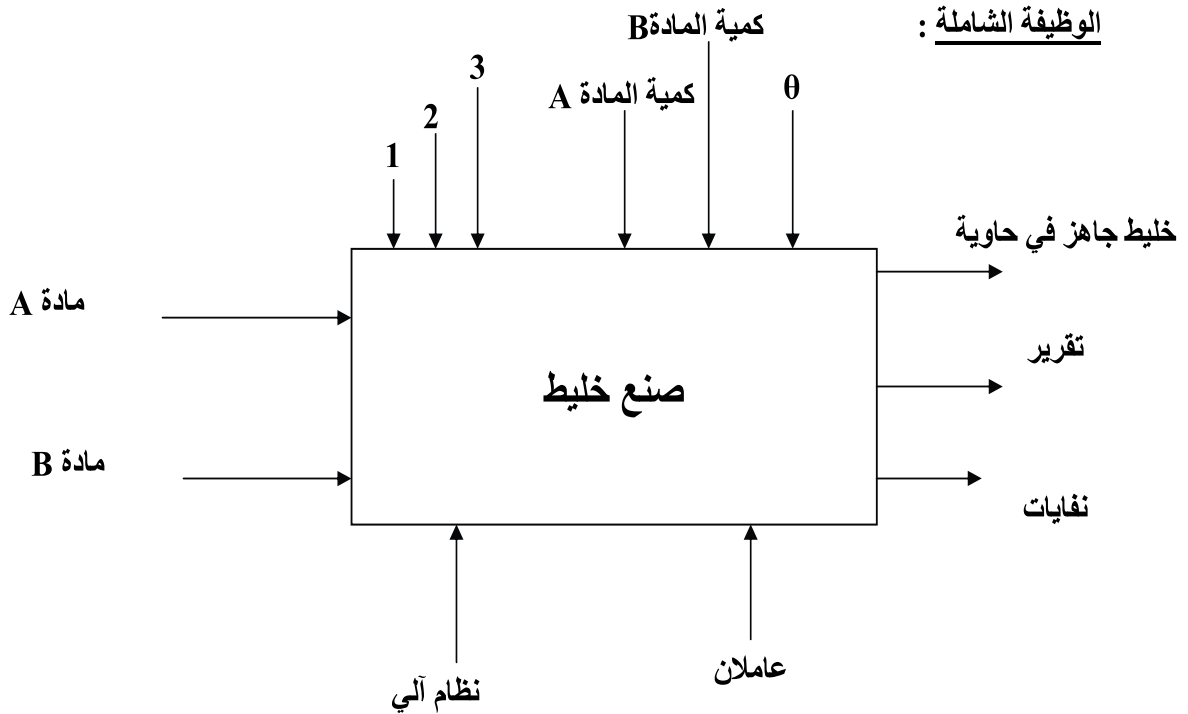 الوظيفة الشاملة :
كمية المادةB
كمية المادة A
θ
3
2
1
خليط جاهز في حاوية
مادة A
تقرير
صنع خليط
مادة B
نفايات
عاملان
نظام آلي